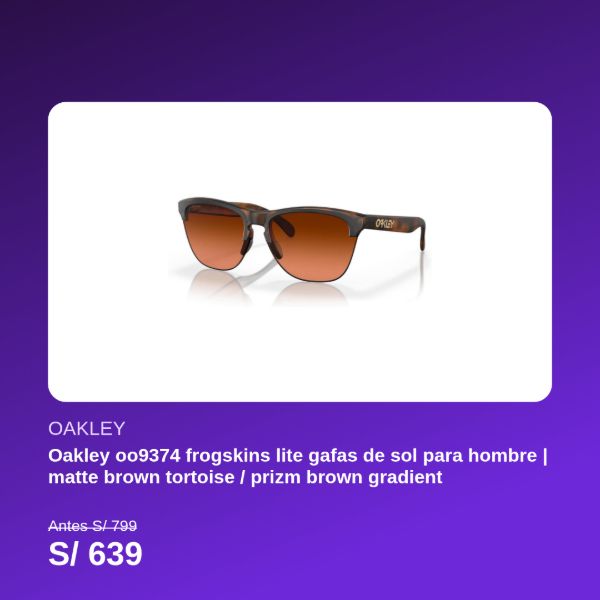 OAKLEY
OAKLEY
Oakley oo9374 frogskins lite gafas de sol para hombre |
matte brown tortoise / prizm brown gradient
Antes S/ 799
S/ 639